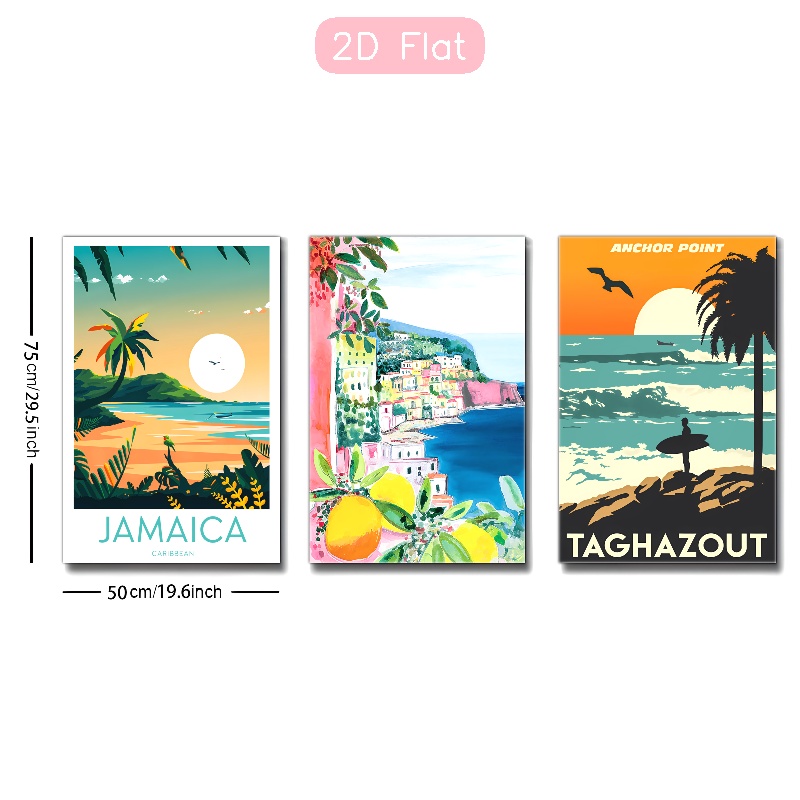 2D Flat
75cm/29.5inch
JAMAICA
CARIBBEAN
ANCHOR POINT
TAGHAZOUT
50cm/19.6inch